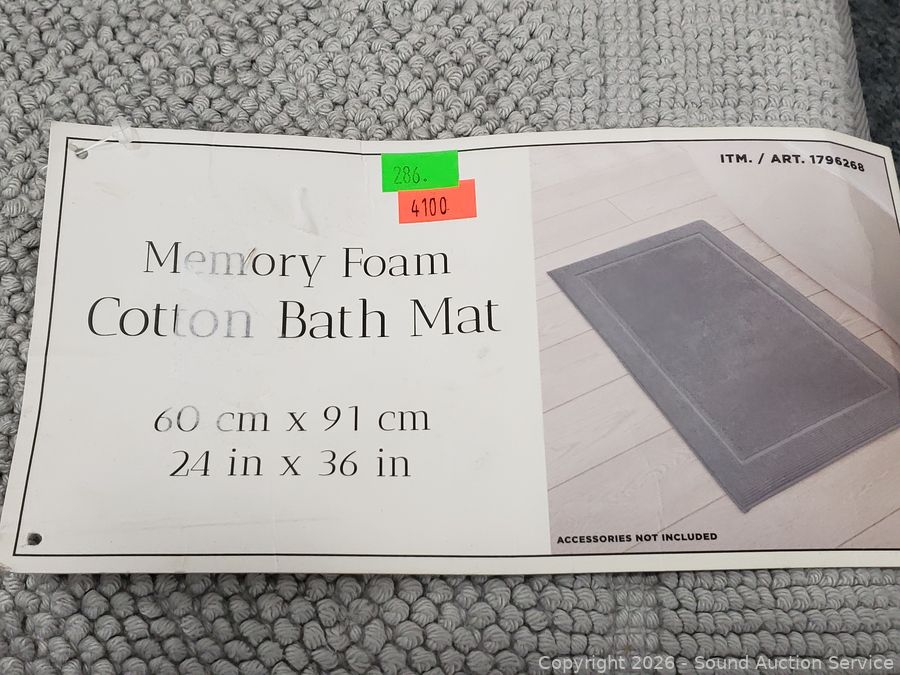 286.
4100
ITM. / ART. 1796268
Memory Foam
Cotton Bath Mat
60 cm x 91 cm
24 in x 36 in
ACCESSORIES NOT INCLUDED
Copyright 2026 - Sound Auction Service